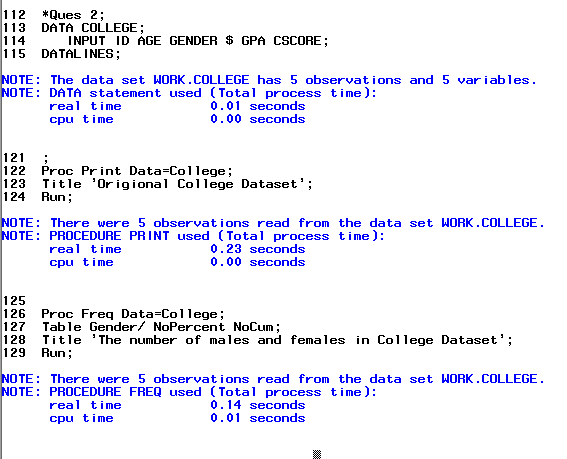 112  *Ques 2;
113  DATA COLLEGE;
114     INPUT ID AGE GENDER $ GPA CSCORE;
115  DATALINES;
NOTE: The data set WORK.COLLEGE has 5 observations and 5 variables.
NOTE: DATA statement used (Total process time):
      real time           0.01 seconds
      cpu time            0.00 seconds
121  ;
122  Proc Print Data=College;
123  Title 'Origional College Dataset';
124  Run;
NOTE: There were 5 observations read from the data set WORK.COLLEGE.
NOTE: PROCEDURE PRINT used (Total process time):
      real time           0.23 seconds
      cpu time            0.00 seconds
125
126  Proc Freq Data=College;
127  Table Gender/ NoPercent NoCum;
128  Title 'The number of males and females in College Dataset';
129  Run;
NOTE: There were 5 observations read from the data set WORK.COLLEGE.
NOTE: PROCEDURE FREQ used (Total process time):
      real time           0.14 seconds
      cpu time            0.01 seconds